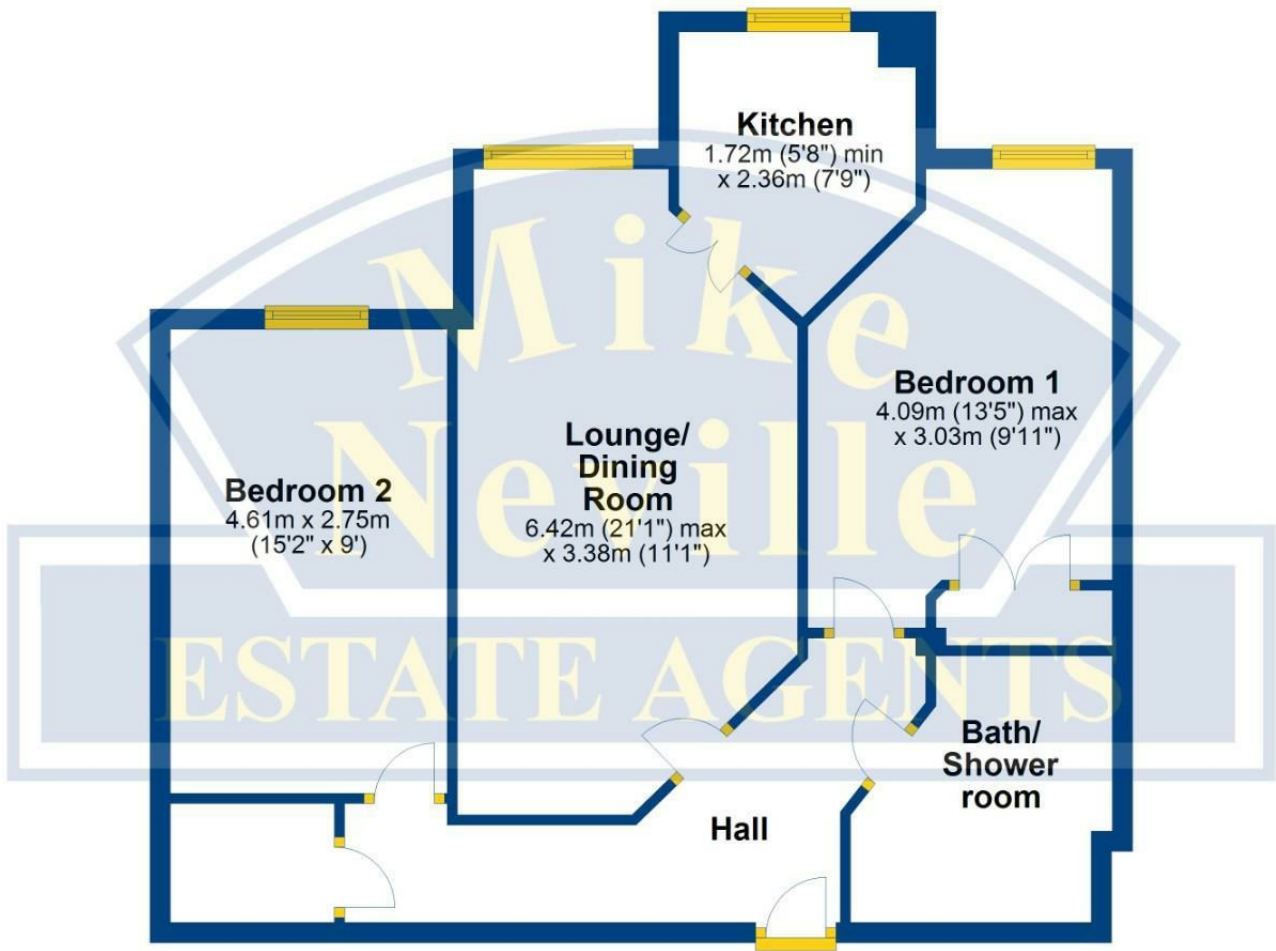 Kitchen
1.72m (5'8") min
x 2.36m (7'9")
Mike
Neville
ESTATE AGENTS
Bedroom 1
4.09m (13'5") max
x 3.03m (9'11")
Lounge/
Dining
Room
6.42m (21'1") max
x 3.38m (11'1")
Bedroom 2
4.61m x 2.75m
(15'2" x 9')
Bath/
Shower
room
Hall